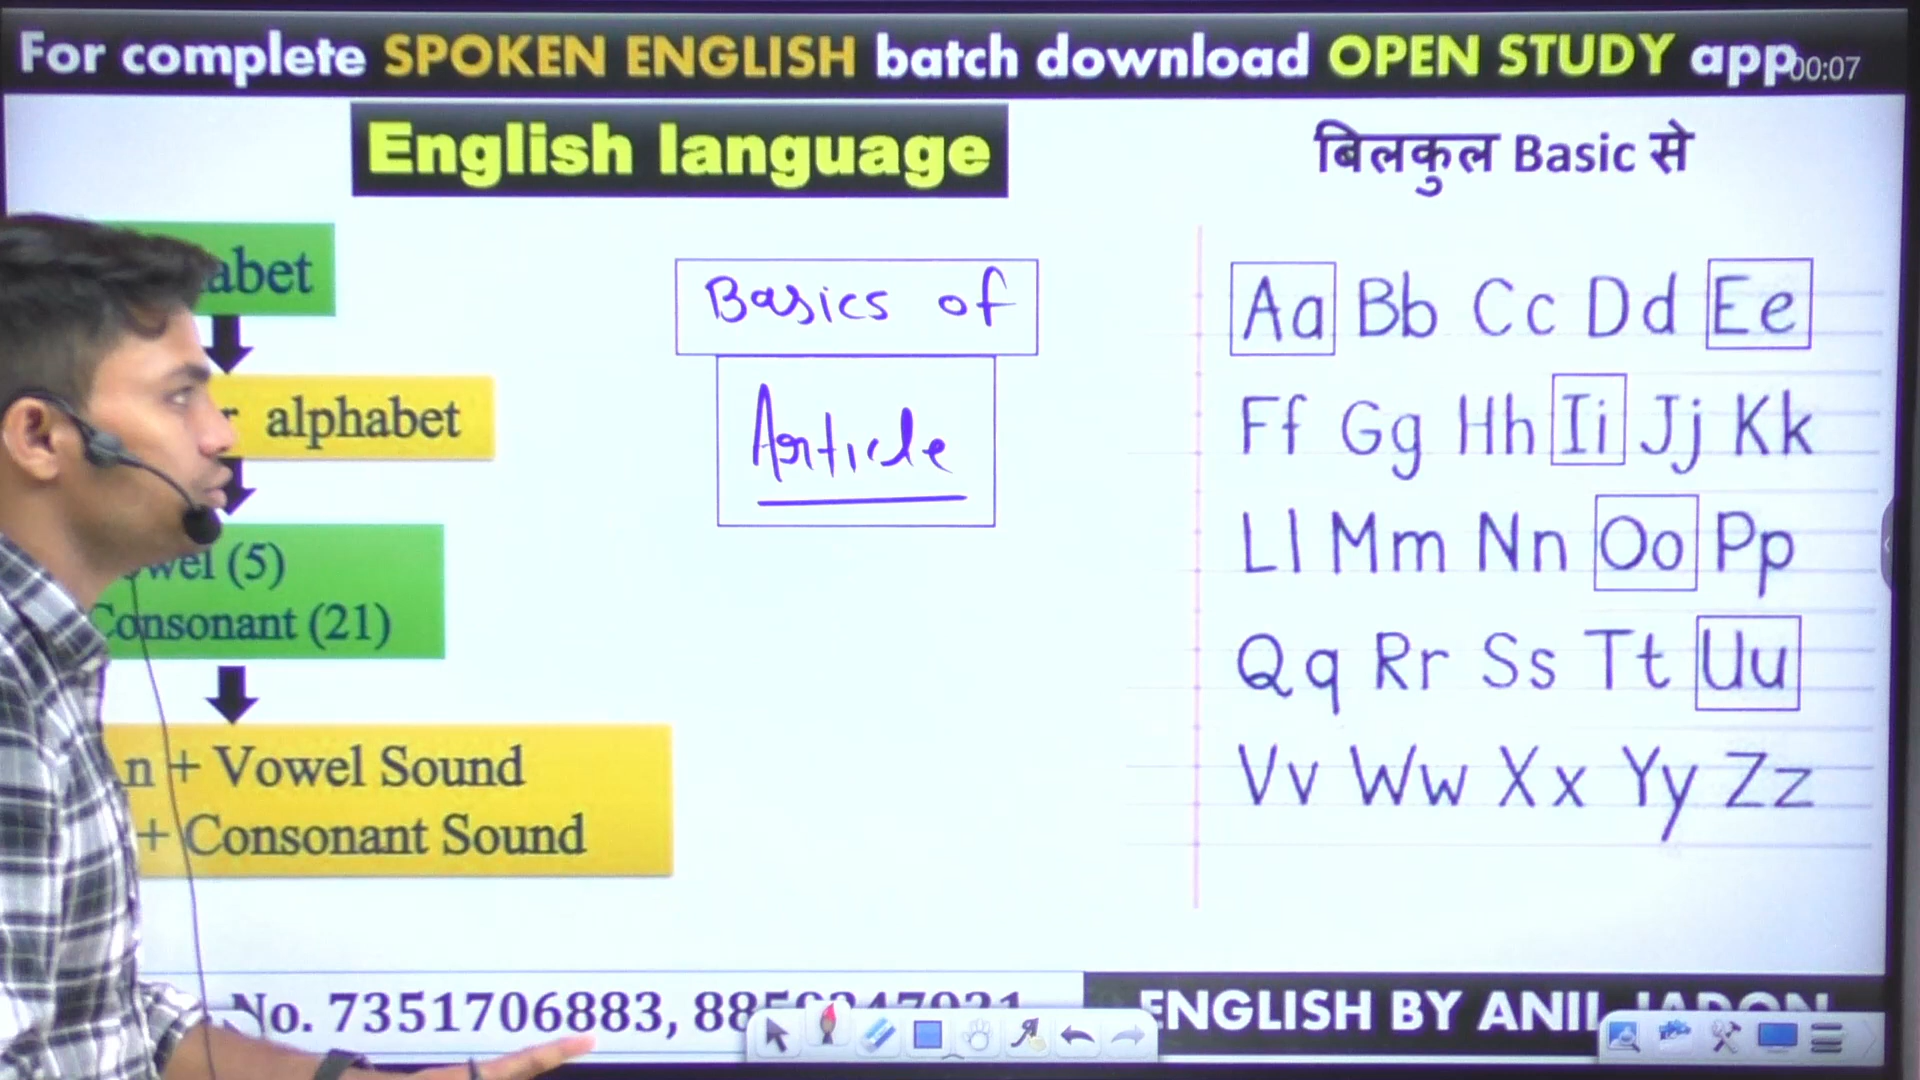 For complete SPOKEN ENGLISH batch download OPEN STUDY app
00:07
English language
बिलकुल Basic से
abet
alphabet
Vowel (5)
Consonant (21)
Basics of
Article
An + Vowel Sound
+ Consonant Sound
Aa Bb Cc Dd Ee
Ff Gg Hh Ii Jj Kk
Ll Mm Nn Oo Pp
Qq Rr Ss Tt Uu
Vv Ww Xx Yy Zz
No. 7351706883,
ENGLISH BY ANIL JADON